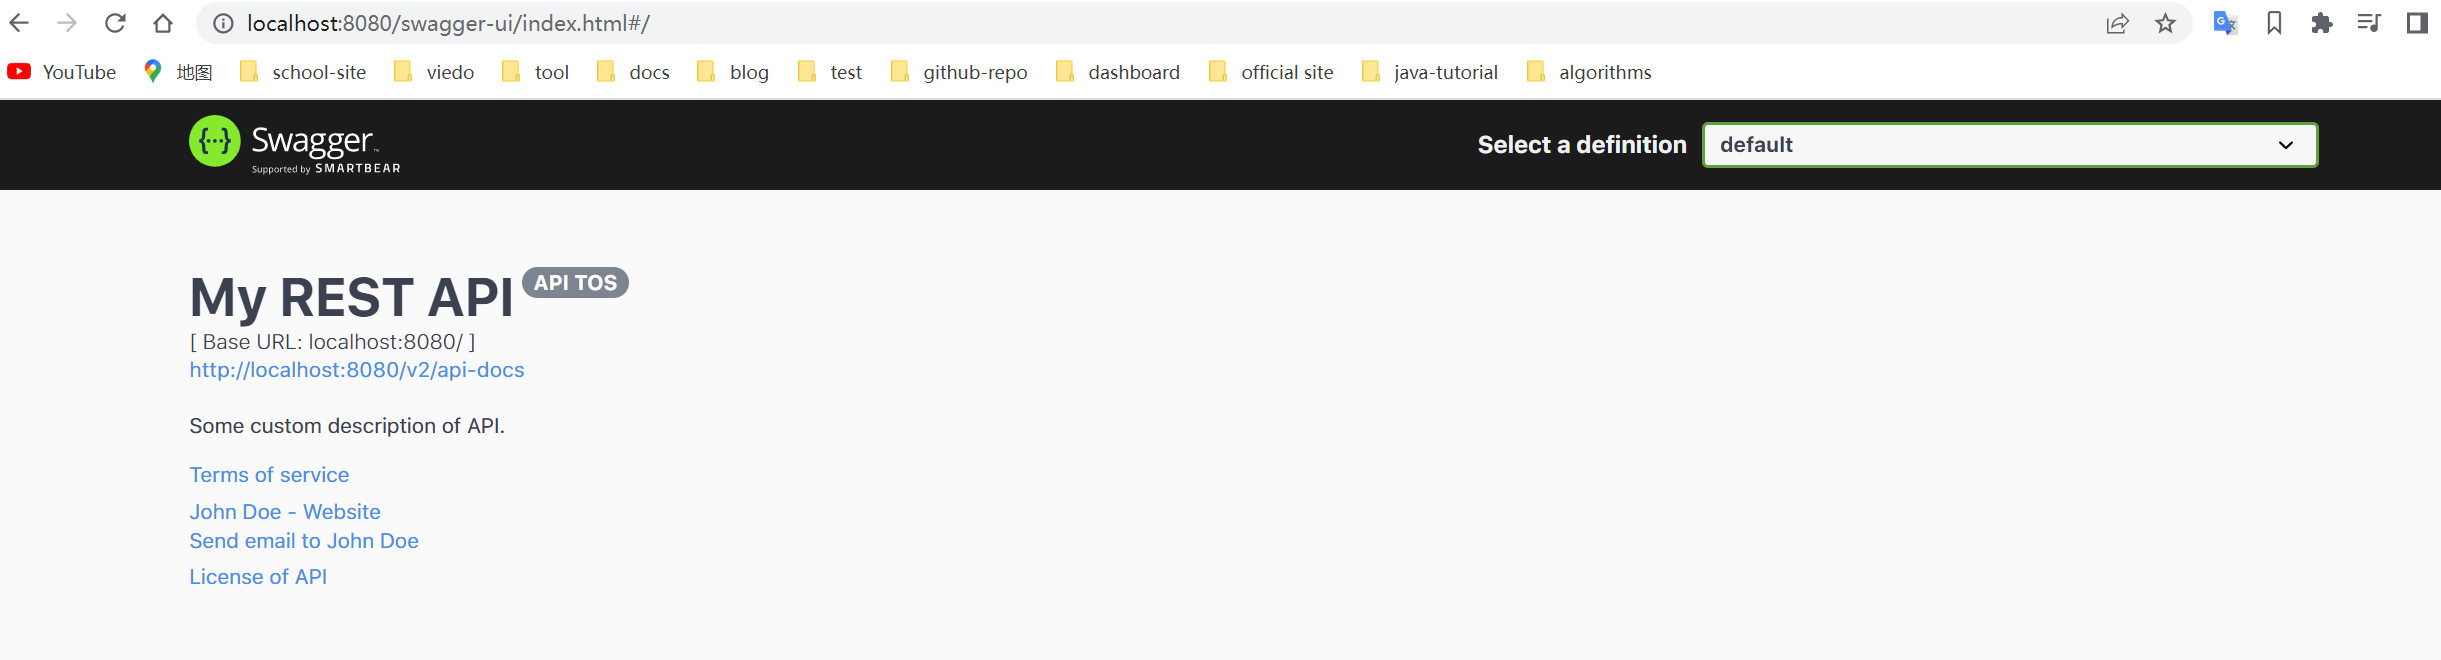 localhost:8080/swagger-ui/index.html#/
YouTube 地图 school-site viedo tool docs blog test github-repo dashboard official site java-tutorial algorithms
{···} Swagger™ Select a definition default
Supported by SMARTBEAR
My REST API API TOS
[ Base URL: localhost:8080/ ]
http://localhost:8080/v2/api-docs
Some custom description of API.
Terms of service
John Doe - Website
Send email to John Doe
License of API